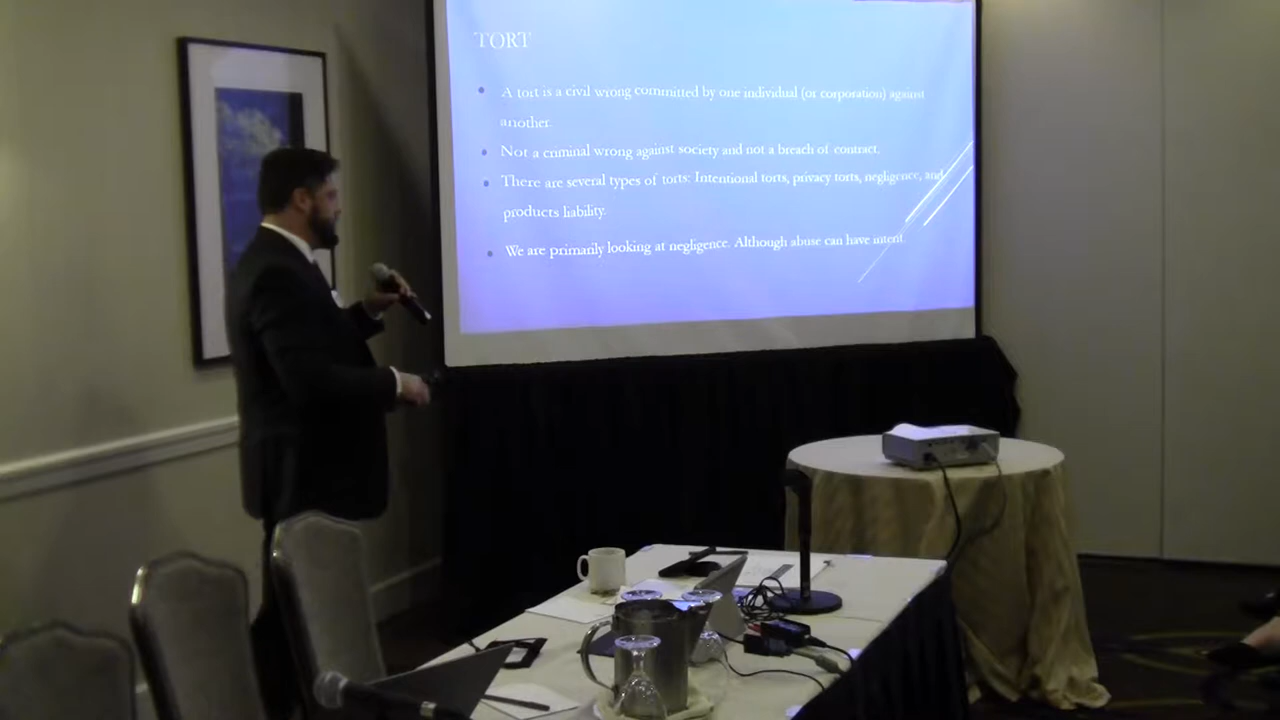 TORT
• A tort is a civil wrong committed by one individual (or corporation) against
another.
• Not a criminal wrong against society and not a breach of contract.
• There are several types of torts: Intentional torts, privacy torts, negligence, and
products liability.
• We are primarily looking at negligence. Although abuse can have intent.